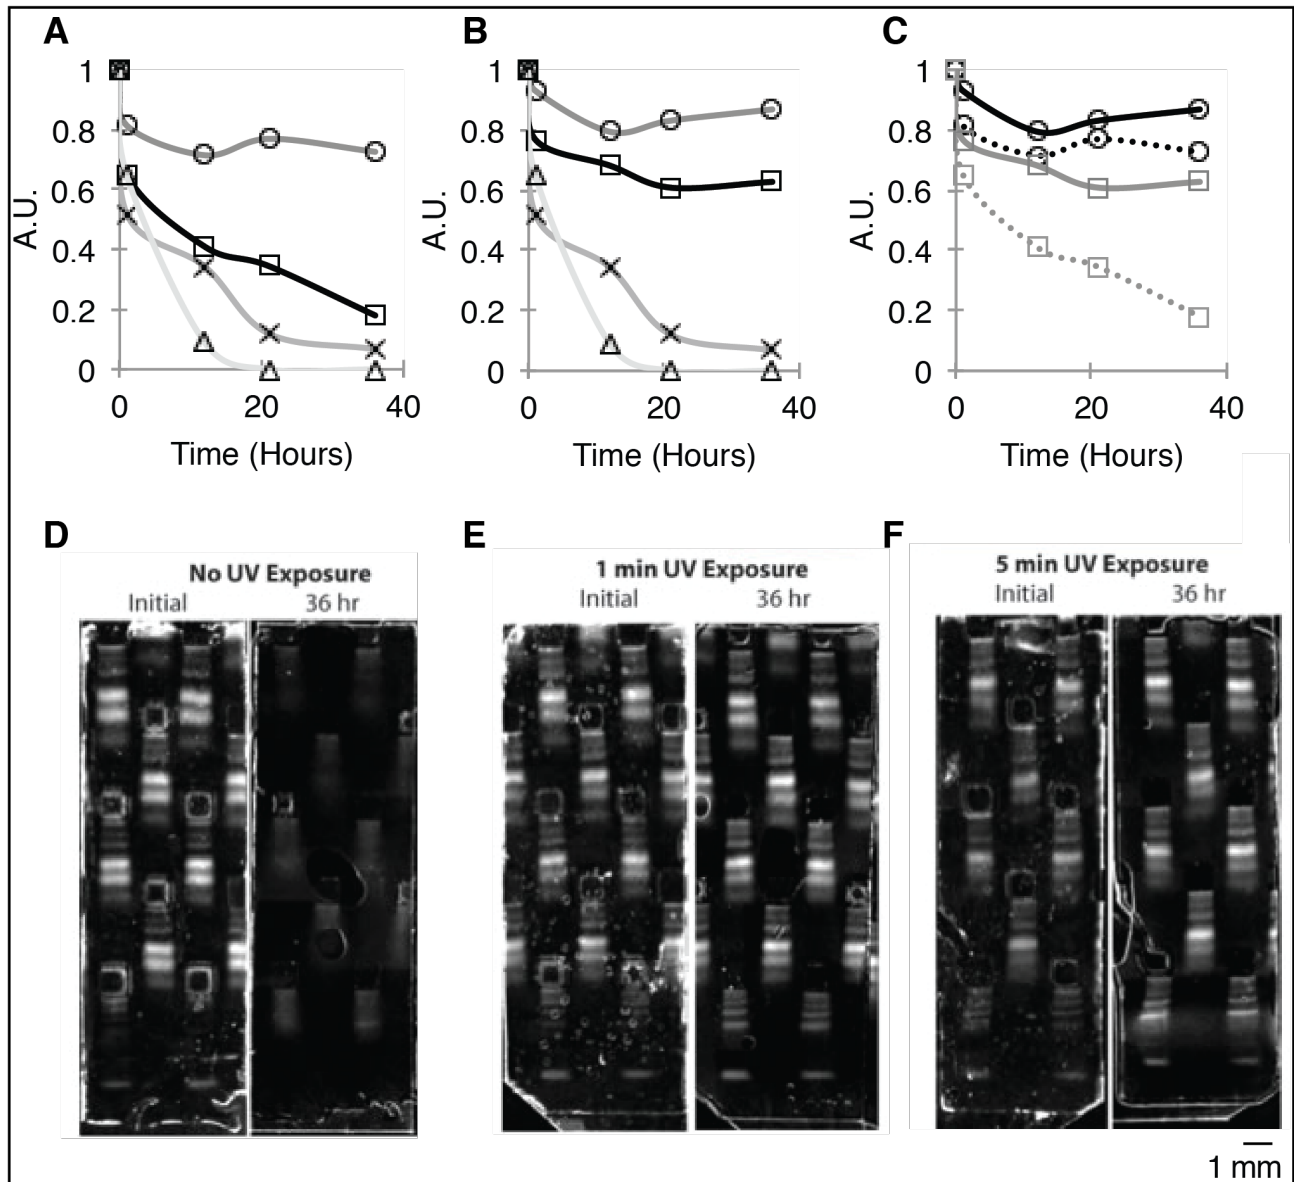 A
B
C
1
0.8
0.6
0.4
0.2
0
A.U.
0
20
40
Time (Hours)
1
0.8
0.6
0.4
0.2
0
A.U.
0
20
40
Time (Hours)
1
0.8
0.6
0.4
0.2
0
A.U.
0
20
40
Time (Hours)
D
E
F
No UV Exposure
Initial
36 hr
1 min UV Exposure
Initial
36 hr
5 min UV Exposure
Initial
36 hr
1 mm